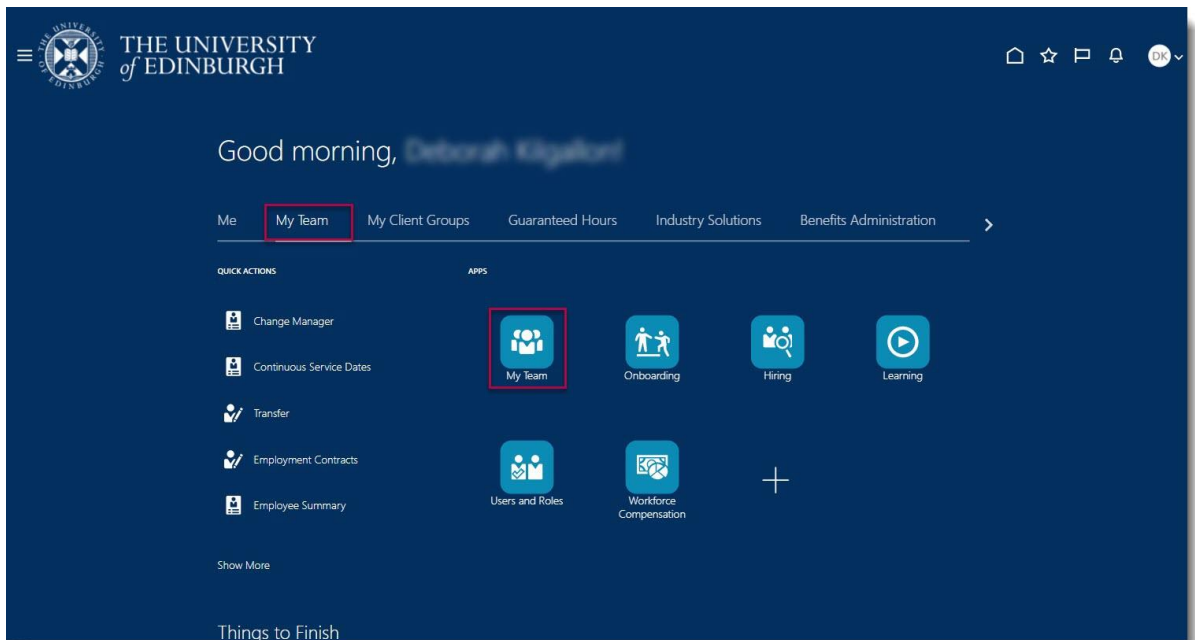 THE UNIVERSITY
of EDINBURGH
DK
Good morning,
Me My Team My Client Groups Guaranteed Hours Industry Solutions Benefits Administration
QUICK ACTIONS
APPS
Change Manager
Continuous Service Dates
Transfer
Employment Contracts
Employee Summary
Show More
My Team
Onboarding
Hiring
Learning
Users and Roles
Workforce
Compensation
Things to Finish